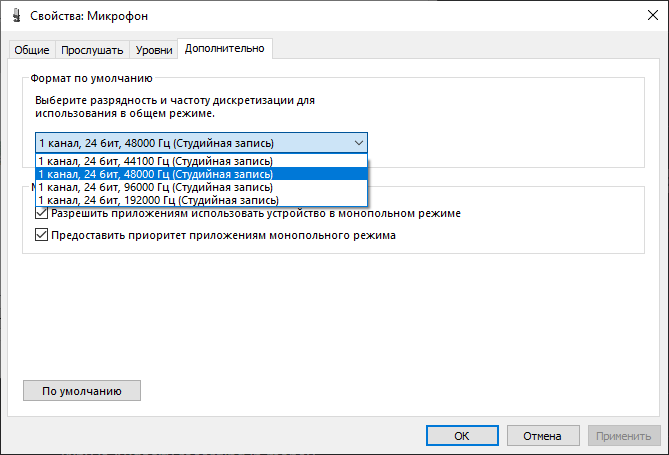 Свойства: Микрофон
Общие Прослушать Уровни Дополнительно
Формат по умолчанию
Выберите разрядность и частоту дискретизации для
использования в общем режиме.
1 канал, 24 бит, 48000 Гц (Студийная запись)
1 канал, 24 бит, 44100 Гц (Студийная запись)
1 канал, 24 бит, 48000 Гц (Студийная запись)
1 канал, 24 бит, 96000 Гц (Студийная запись)
1 канал, 24 бит, 192000 Гц (Студийная запись)
Разрешить приложениям использовать устройство в монопольном режиме
Предоставить приоритет приложениям монопольного режима
По умолчанию
OK Отмена Применить